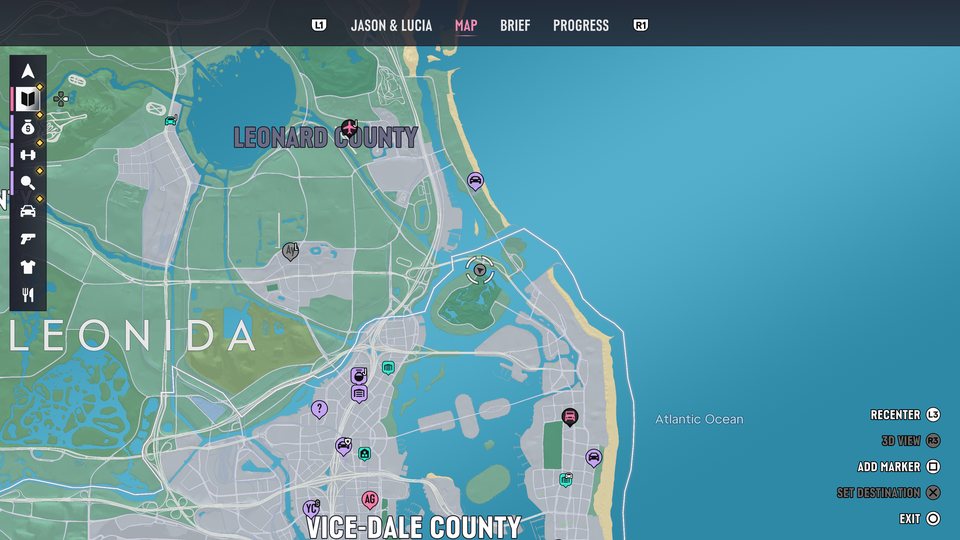 L1 JASON & LUCIA MAP BRIEF PROGRESS R1
LEONARD COUNTY
LEONIDA
?
AG
YC
VICE-DALE COUNTY
Atlantic Ocean
RECENTER L3
3D VIEW R3
ADD MARKER
SET DESTINATION
EXIT